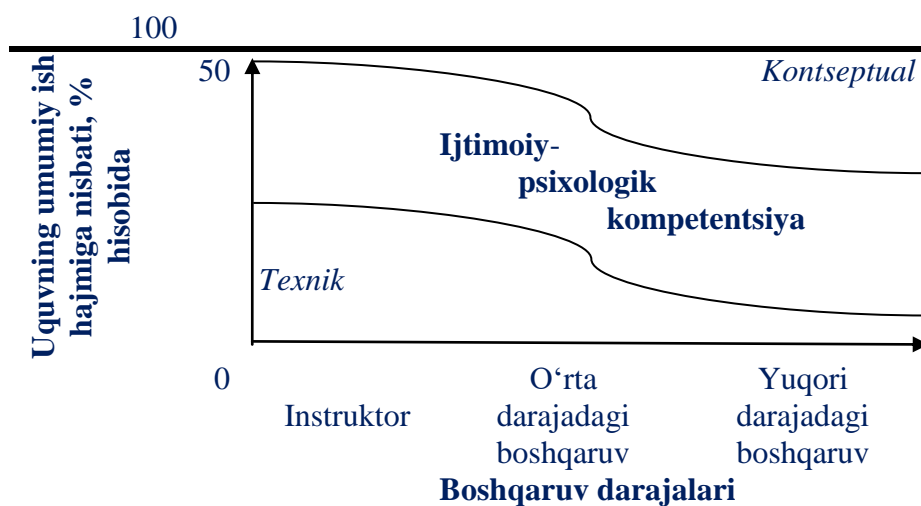 100
50
Uquvning umumiy ish
hajmiga nisbati, %
hisobida
Kontseptual
Ijtimoiy-
psixologik
kompetentsiya
Texnik
0
Instruktor
O‘rta
darajadagi
boshqaruv
Yuqori
darajadagi
boshqaruv
Boshqaruv darajalari